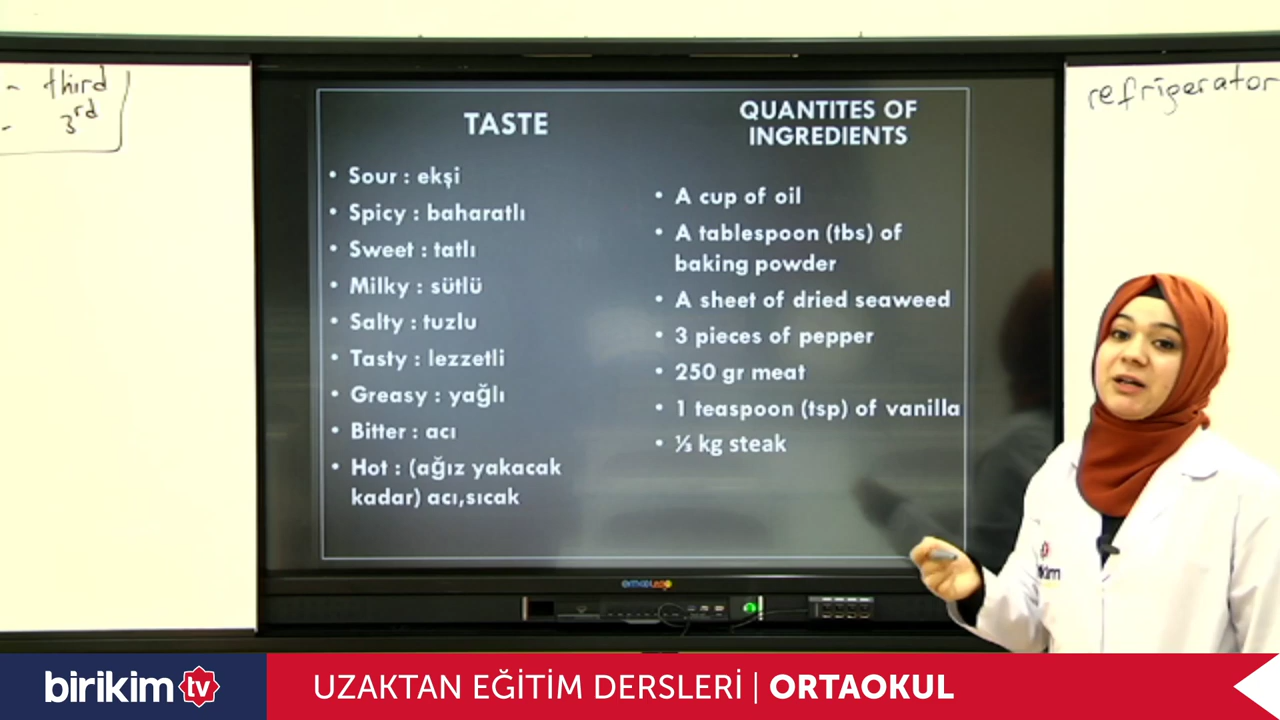 - third
- 3rd
refrigerator
TASTE
• Sour : ekşi
• Spicy : baharatlı
• Sweet : tatlı
• Milky : sütlü
• Salty : tuzlu
• Tasty : lezzetli
• Greasy : yağlı
• Bitter : acı
• Hot : (ağız yakacak
kadar) acı,sıcak
QUANTITES OF
INGREDIENTS
• A cup of oil
• A tablespoon (tbs) of
baking powder
• A sheet of dried seaweed
• 3 pieces of pepper
• 250 gr meat
• 1 teaspoon (tsp) of vanilla
• ⅓ kg steak
birikim tv
UZAKTAN EĞİTİM DERSLERİ | ORTAOKUL